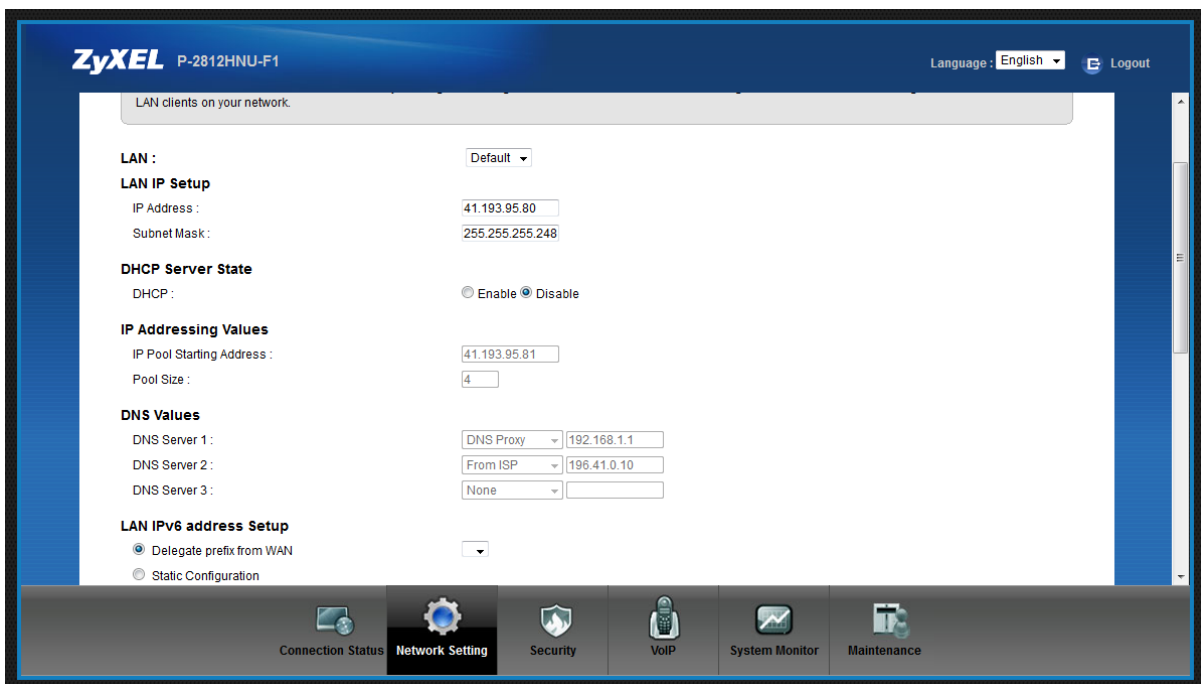 ZyXEL P-2812HNU-F1
Language : English Logout
LAN clients on your network.
LAN : Default
LAN IP Setup
IP Address : 41.193.95.80
Subnet Mask : 255.255.255.248
DHCP Server State
DHCP : Enable Disable
IP Addressing Values
IP Pool Starting Address : 41.193.95.81
Pool Size : 4
DNS Values
DNS Server 1 : DNS Proxy 192.168.1.1
DNS Server 2 : From ISP 196.41.0.10
DNS Server 3 : None
LAN IPv6 address Setup
Delegate prefix from WAN
Static Configuration
Connection Status Network Setting Security VoIP System Monitor Maintenance